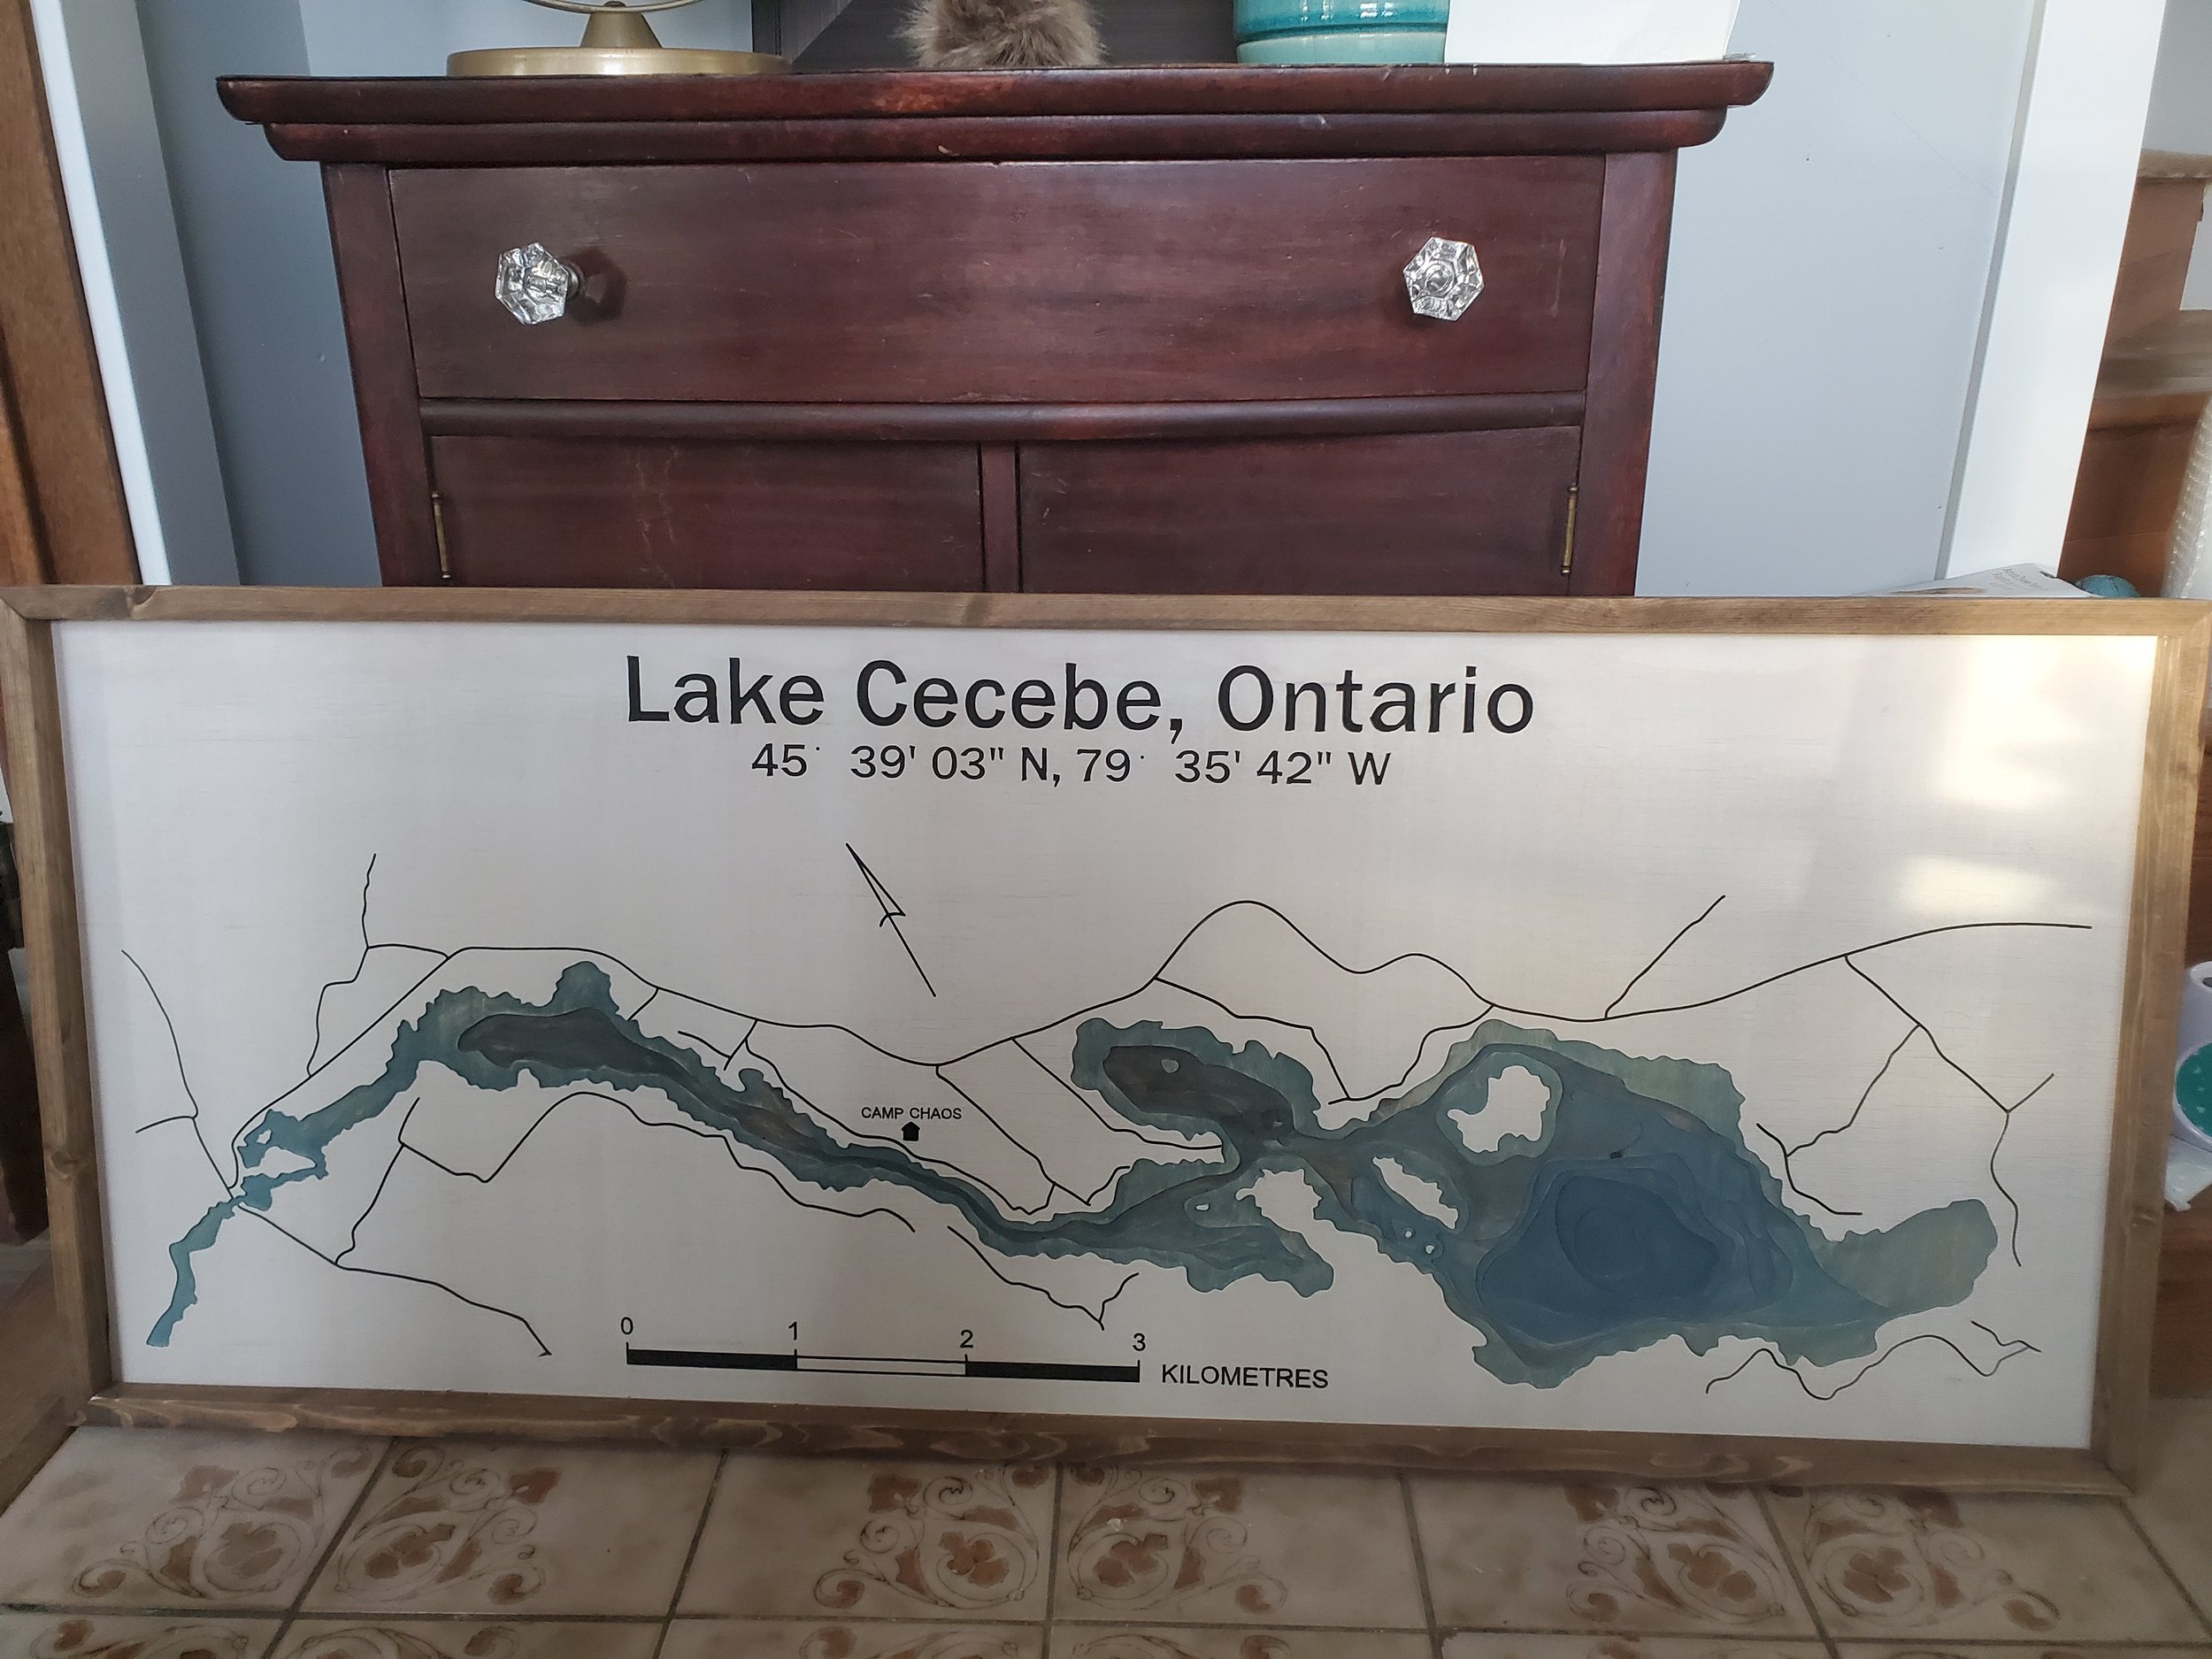 Lake Cecebe, Ontario
45˙ 39' 03" N, 79˙ 35' 42" W
CAMP CHAOS
0 1 2 3
KILOMETRES